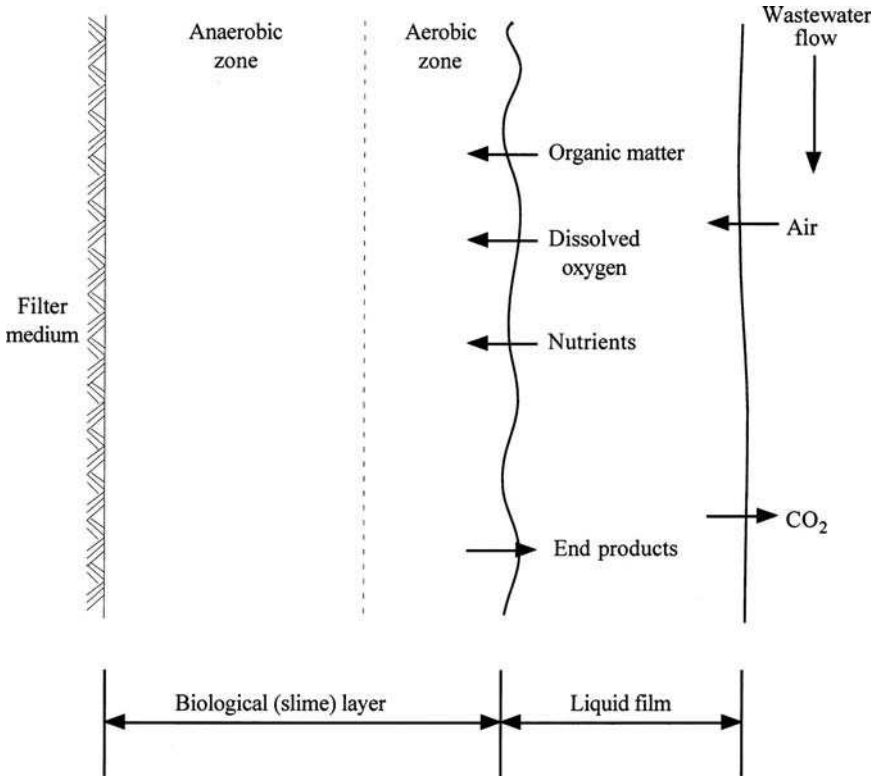 Anaerobic
zone
Aerobic
zone
Wastewater
flow
Organic matter
Air
Dissolved
oxygen
Filter
medium
Nutrients
CO₂
End products
Biological (slime) layer
Liquid film